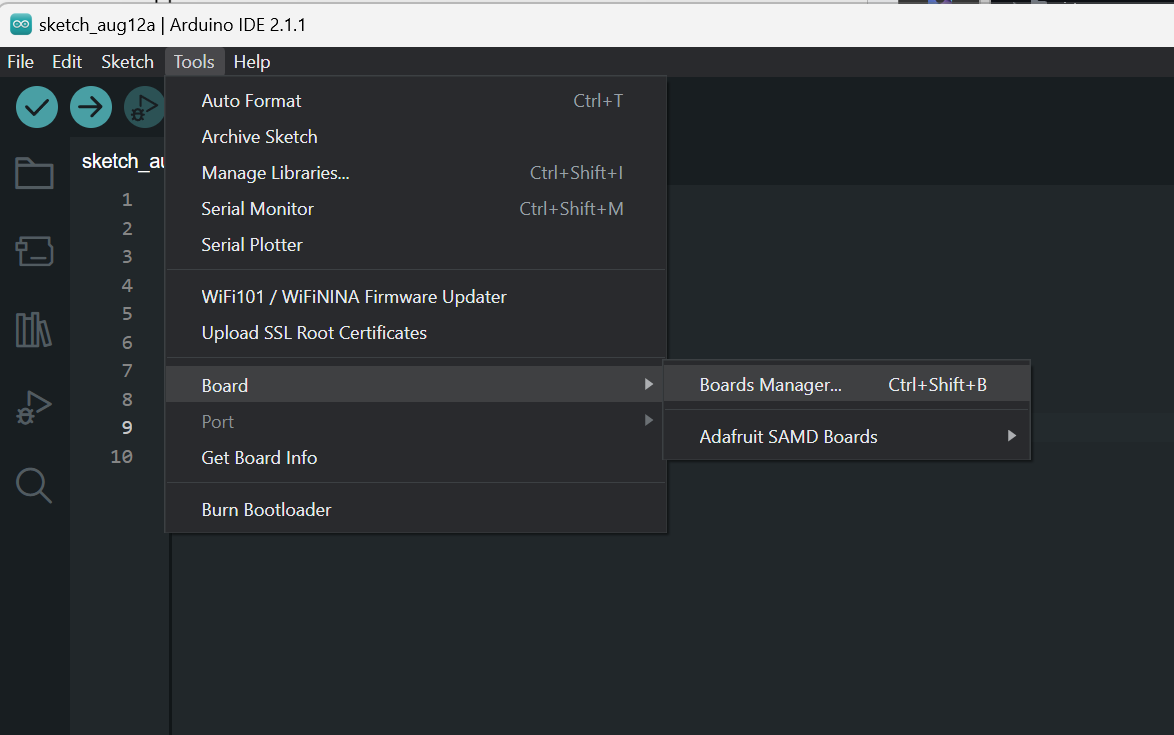 sketch_aug12a | Arduino IDE 2.1.1
File Edit Sketch Tools Help
Auto Format Ctrl+T
Archive Sketch
sketch_au
Manage Libraries... Ctrl+Shift+I
1
Serial Monitor Ctrl+Shift+M
2
Serial Plotter
3
4
WiFi101 / WiFiNINA Firmware Updater
5
Upload SSL Root Certificates
6
7
Board
Boards Manager... Ctrl+Shift+B
8
Port
9
Adafruit SAMD Boards
Get Board Info
10
Burn Bootloader